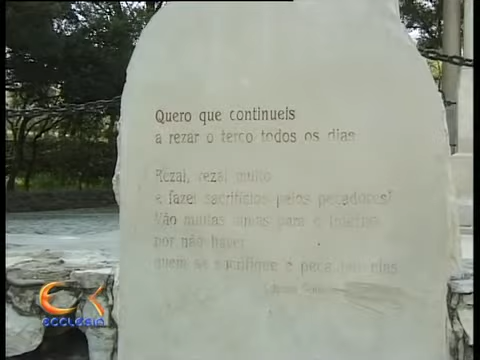 Quero que continueis
a rezar o terço todos os dias
Rezai, rezai muito
e fazei sacrifícios pelos pecadores!
Vão muitas almas para o Inferno
por não haver
quem se sacrifique e peça por elas
ecclesia